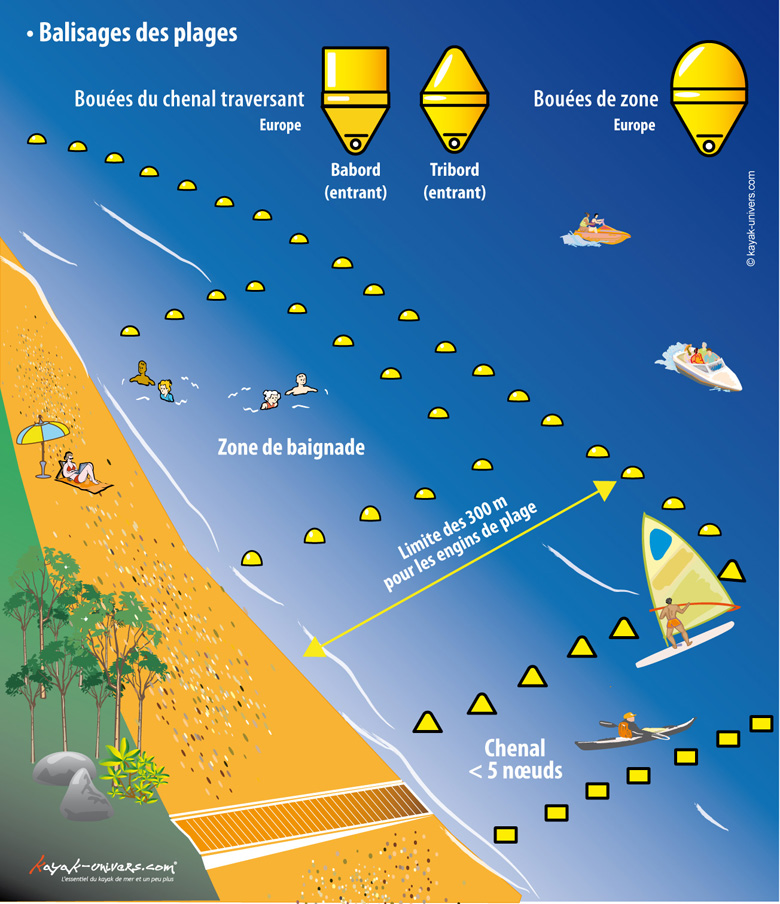 • Balisages des plages
Bouées du chenal traversant
Europe
Babord
(entrant)
Tribord
(entrant)
Bouées de zone
Europe
© kayak-univers.com
Zone de baignade
Limite des 300 m
pour les engins de plage
Chenal
< 5 nœuds
kayak-univers.com®
L'essentiel du kayak de mer et un peu plus